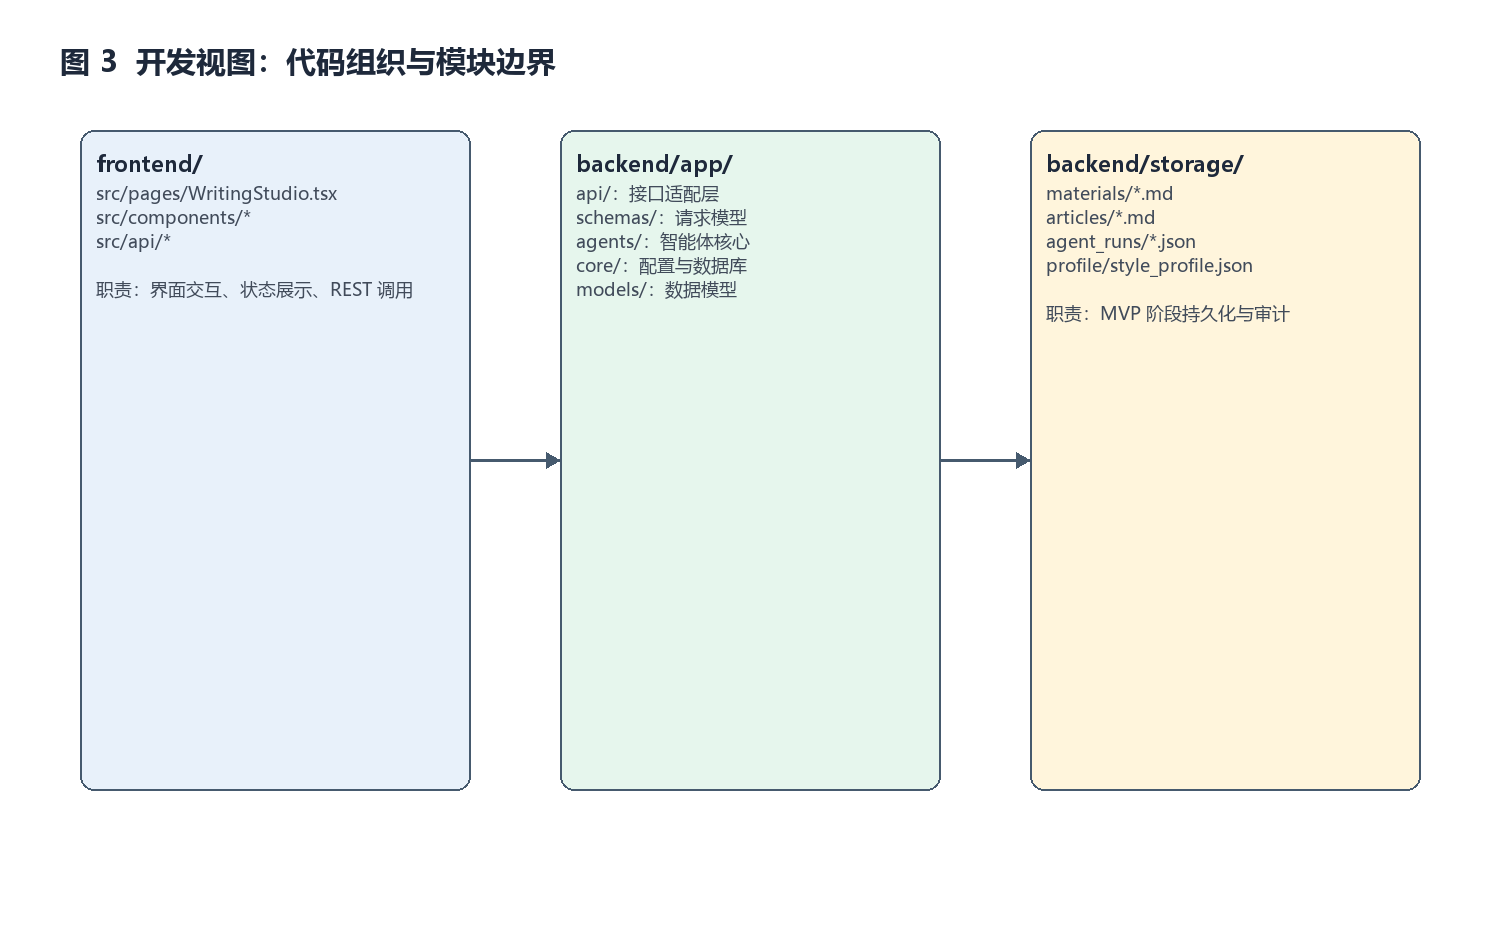 图 3 开发视图：代码组织与模块边界
frontend/
src/pages/WritingStudio.tsx
src/components/*
src/api/*
职责：界面交互、状态展示、REST 调用
backend/app/
api/：接口适配层
schemas/：请求模型
agents/：智能体核心
core/：配置与数据库
models/：数据模型
backend/storage/
materials/*.md
articles/*.md
agent_runs/*.json
profile/style_profile.json
职责：MVP 阶段持久化与审计